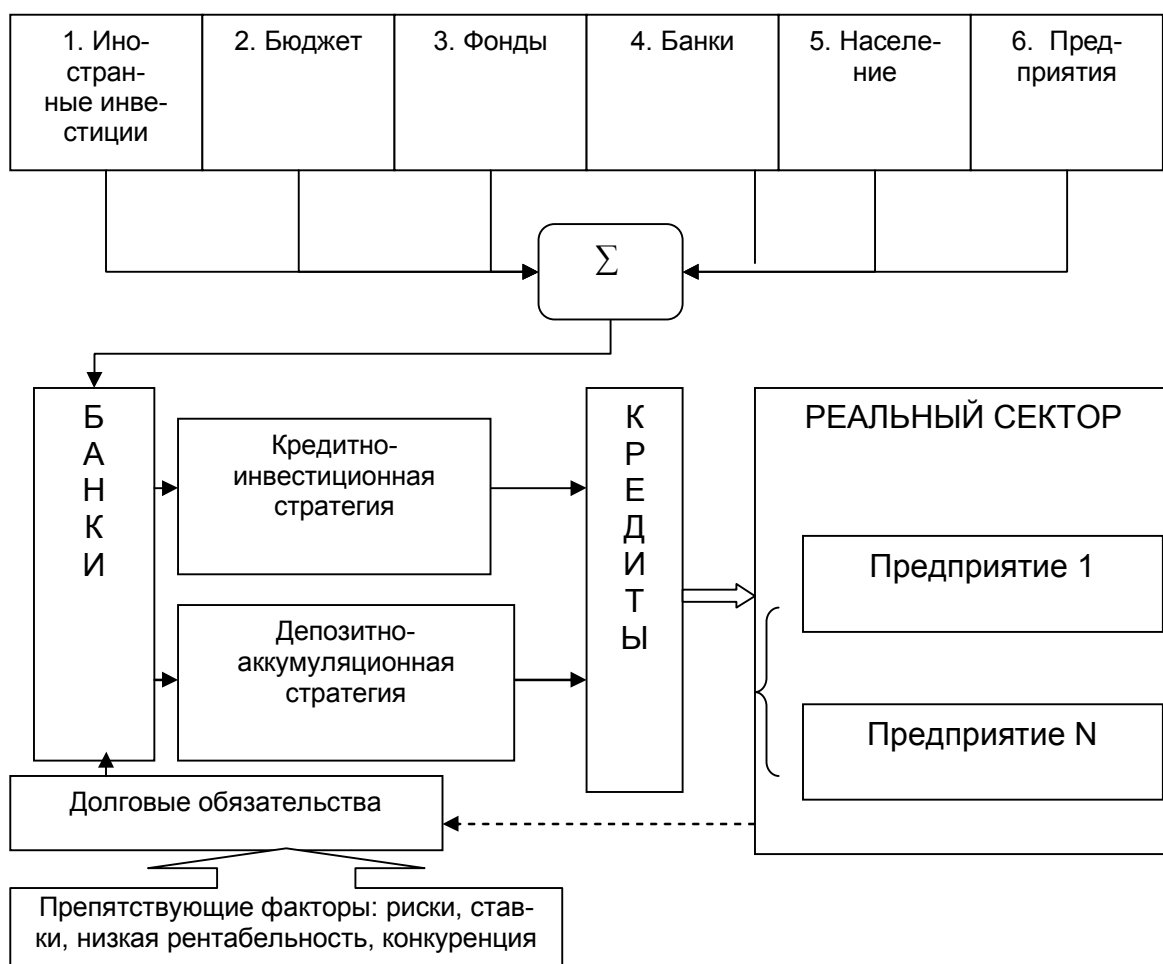 1. Ино-
стран-
ные инве-
стиции
2. Бюджет
3. Фонды
4. Банки
5. Населе-
ние
6. Пред-
приятия
∑
Б
А
Н
К
И
Кредитно-
инвестиционная
стратегия
Депозитно-
аккумуляционная
стратегия
К
Р
Е
Д
И
Т
Ы
РЕАЛЬНЫЙ СЕКТОР
Предприятие 1
Предприятие N
Долговые обязательства
Препятствующие факторы: риски, став-
ки, низкая рентабельность, конкуренция